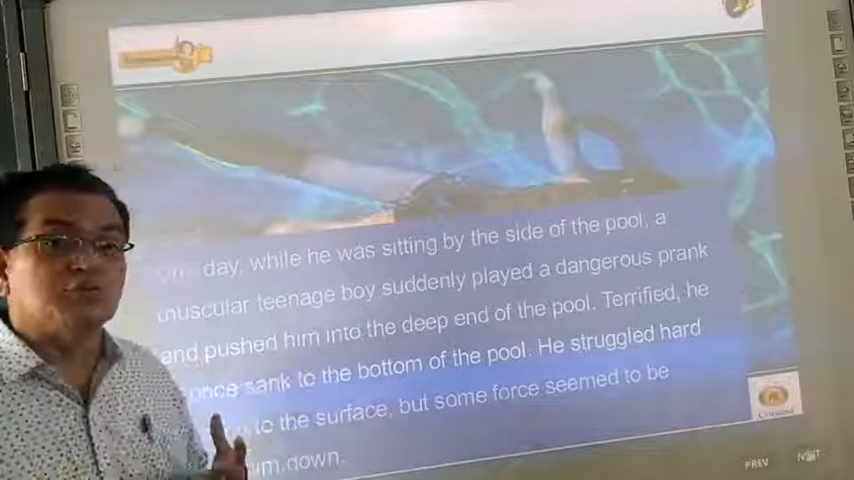 day, while he was sitting by the side of the pool, a
muscular teenage boy suddenly played a dangerous prank
and pushed him into the deep end of the pool. Terrified, he
once sank to the bottom of the pool. He struggled hard
to the surface, but some force seemed to be
down.
PREV
NEXT